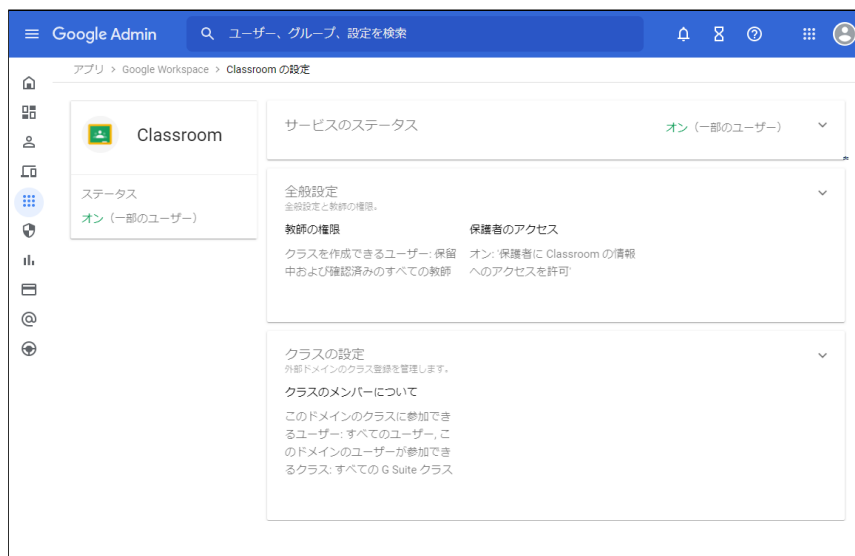 Google Admin
ユーザー、グループ、設定を検索
アプリ > Google Workspace > Classroom の設定
Classroom
ステータス
オン（一部のユーザー）
サービスのステータス
オン（一部のユーザー）
全般設定
全般設定と教師の権限。
教師の権限
クラスを作成できるユーザー: 保留
中および確認済みのすべての教師
保護者のアクセス
オン: '保護者に Classroom の情報
へのアクセスを許可'
クラスの設定
外部ドメインのクラス登録を管理します。
クラスのメンバーについて
このドメインのクラスに参加でき
るユーザー: すべてのユーザー, こ
のドメインのユーザーが参加でき
るクラス: すべての G Suite クラス